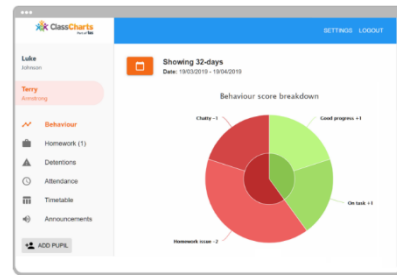 ClassCharts
SETTINGS LOGOUT
Luke
Johnson
Terry
Armstrong
Behaviour
Homework (1)
Detentions
Attendance
Timetable
Announcements
ADD PUPIL
Showing 32-days
Date: 19/03/2019 - 19/04/2019
Behaviour score breakdown
Chatty -1
Good progress +1
On task +1
Homework issue -2